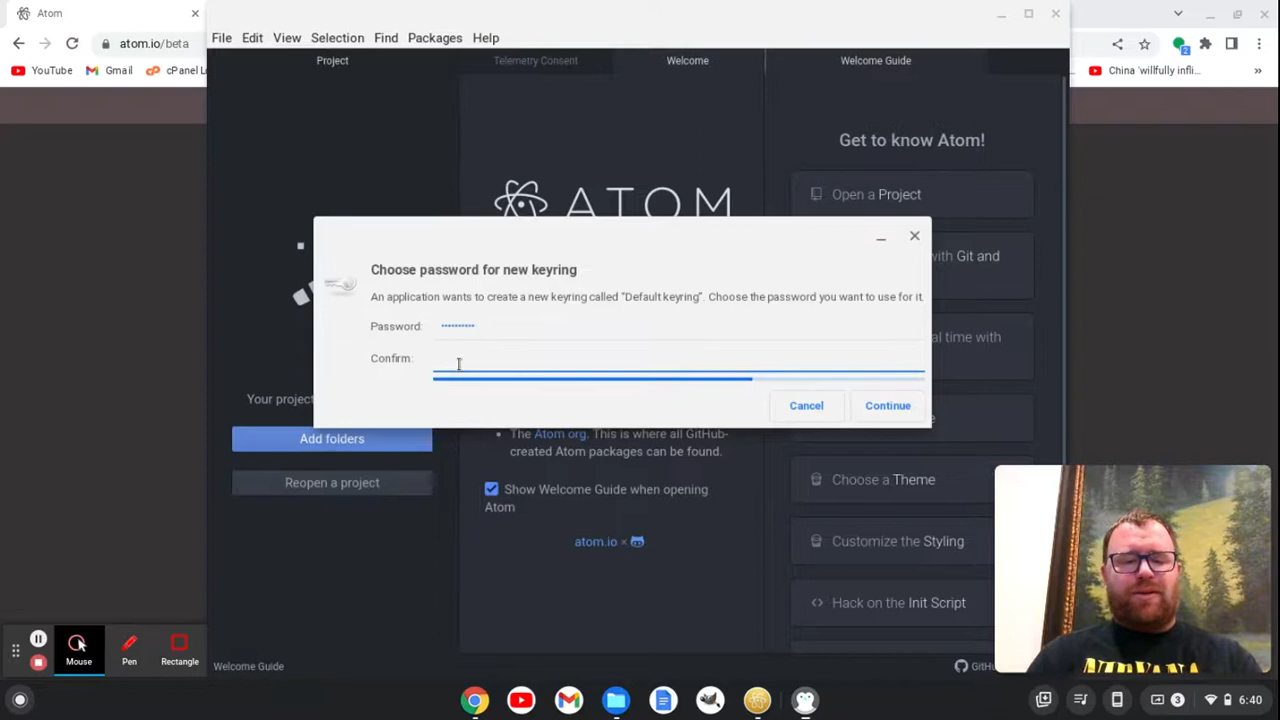 Atom
atom.io/beta
YouTube
Gmail
cPanel L
China 'willfully infli...
»
File Edit View Selection Find Packages Help
Project
Telemetry Consent
Welcome
Welcome Guide
Get to know Atom!
ATOM
Open a Project
with Git and
al time with
Choose password for new keyring
An application wants to create a new keyring called "Default keyring". Choose the password you want to use for it.
Password: ••••••••••
Confirm:
Cancel
Continue
Your projec
Add folders
Reopen a project
• The Atom org. This is where all GitHub-
created Atom packages can be found.
Show Welcome Guide when opening
Atom
atom.io ×
Choose a Theme
Customize the Styling
Hack on the Init Script
Welcome Guide
GitH
Mouse
Pen
Rectangle
NIRVANA
2
3
6:40